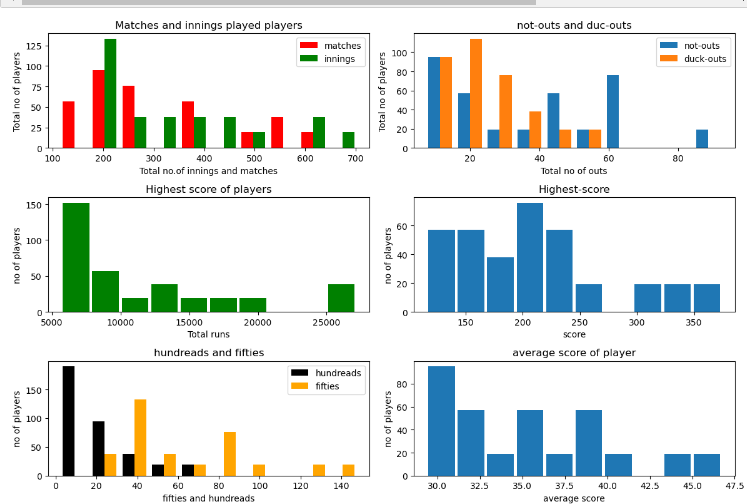 Matches and innings played players
matches
innings
Total no of players
125
100
75
50
25
0
100 200 300 400 500 600 700
Total no.of innings and matches
not-outs and duc-outs
not-outs
duck-outs
Total no of players
100
80
60
40
20
0
20 40 60 80
Total no of outs
Highest score of players
no of players
150
100
50
0
5000 10000 15000 20000 25000
Total runs
Highest-score
no of players
60
40
20
0
150 200 250 300 350
score
hundreads and fifties
hundreads
fifties
no of players
150
100
50
0
0 20 40 60 80 100 120 140
fifties and hundreads
average score of player
no of players
80
60
40
20
0
30.0 32.5 35.0 37.5 40.0 42.5 45.0 47.5
average score